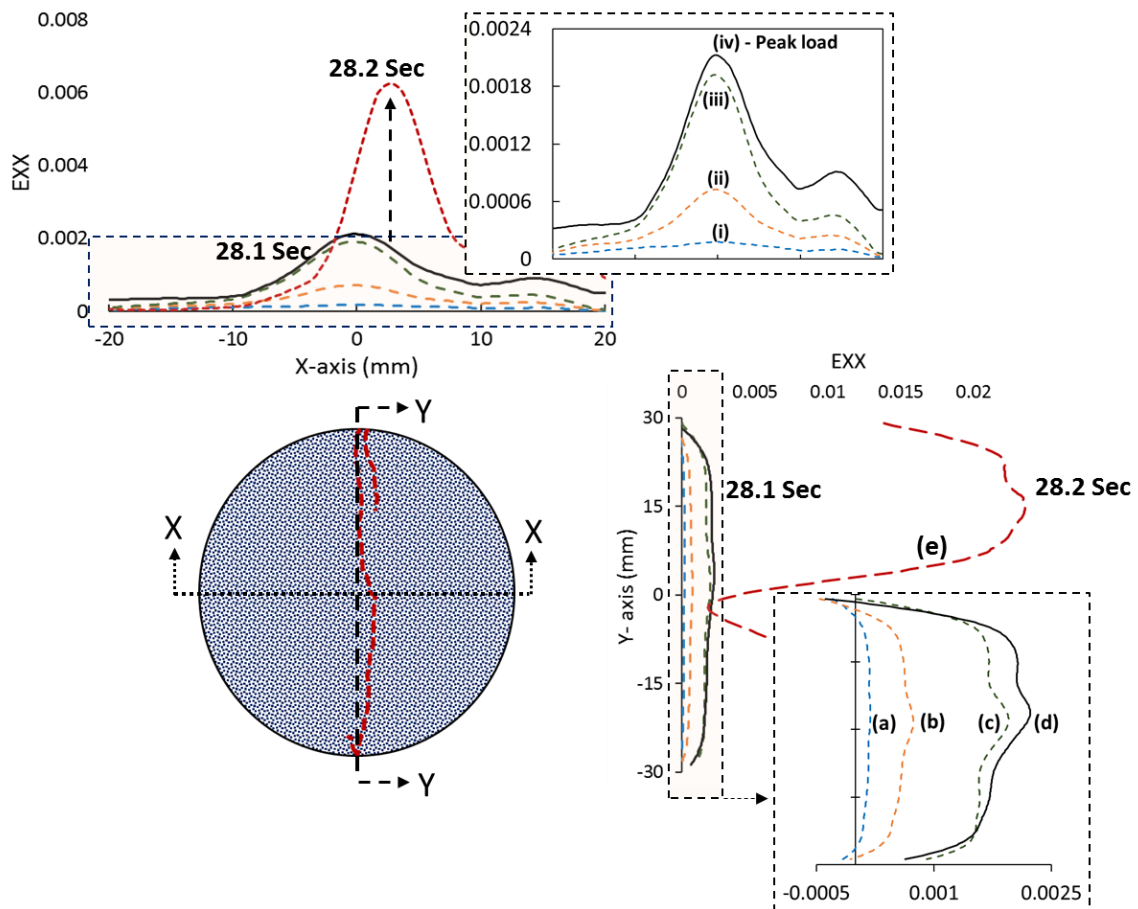 0.008
0.006
0.004
0.002
0
EXX
28.2 Sec
28.1 Sec
-20
-10
0
10
20
X-axis (mm)
0.0024
0.0018
0.0012
0.0006
0
(iv) - Peak load
(iii)
(ii)
(i)
Y
X
X
Y
EXX
0
0.005
0.01
0.015
0.02
30
15
0
-15
-30
Y- axis (mm)
28.1 Sec
28.2 Sec
(e)
(a)
(b)
(c)
(d)
-0.0005
0.001
0.0025